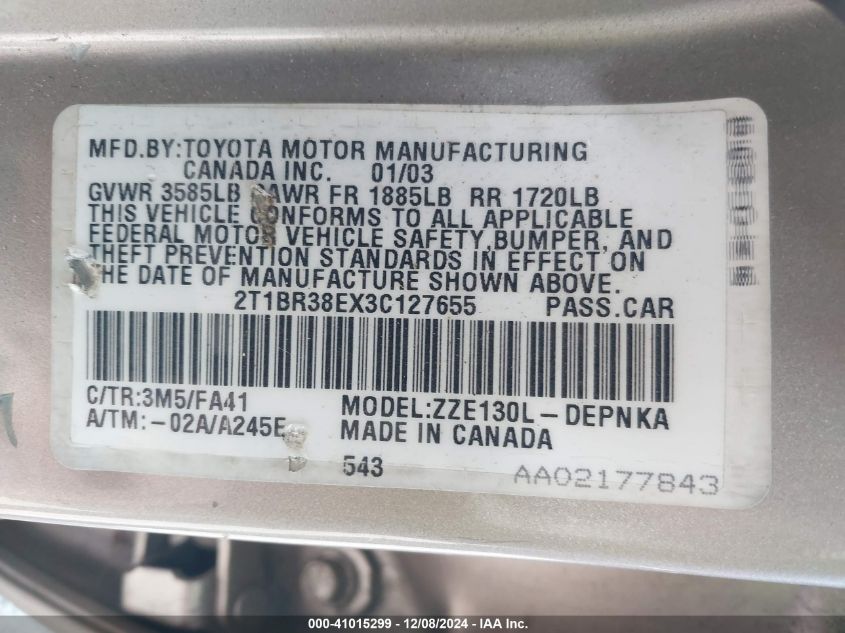 MFD.BY:TOYOTA MOTOR MANUFACTURING
CANADA INC. 01/03
GVWR 3585LB GAWR FR 1885LB RR 1720LB
THIS VEHICLE CONFORMS TO ALL APPLICABLE
FEDERAL MOTOR VEHICLE SAFETY,BUMPER, AND
THEFT PREVENTION STANDARDS IN EFFECT ON
THE DATE OF MANUFACTURE SHOWN ABOVE.
2T1BR38EX3C127655 PASS.CAR
C/TR:3M5/FA41 MODEL:ZZE130L-DEPNKA
A/TM:-02A/A245E MADE IN CANADA
543 AA02177843
000-41015299 - 12/08/2024 - IAA Inc.